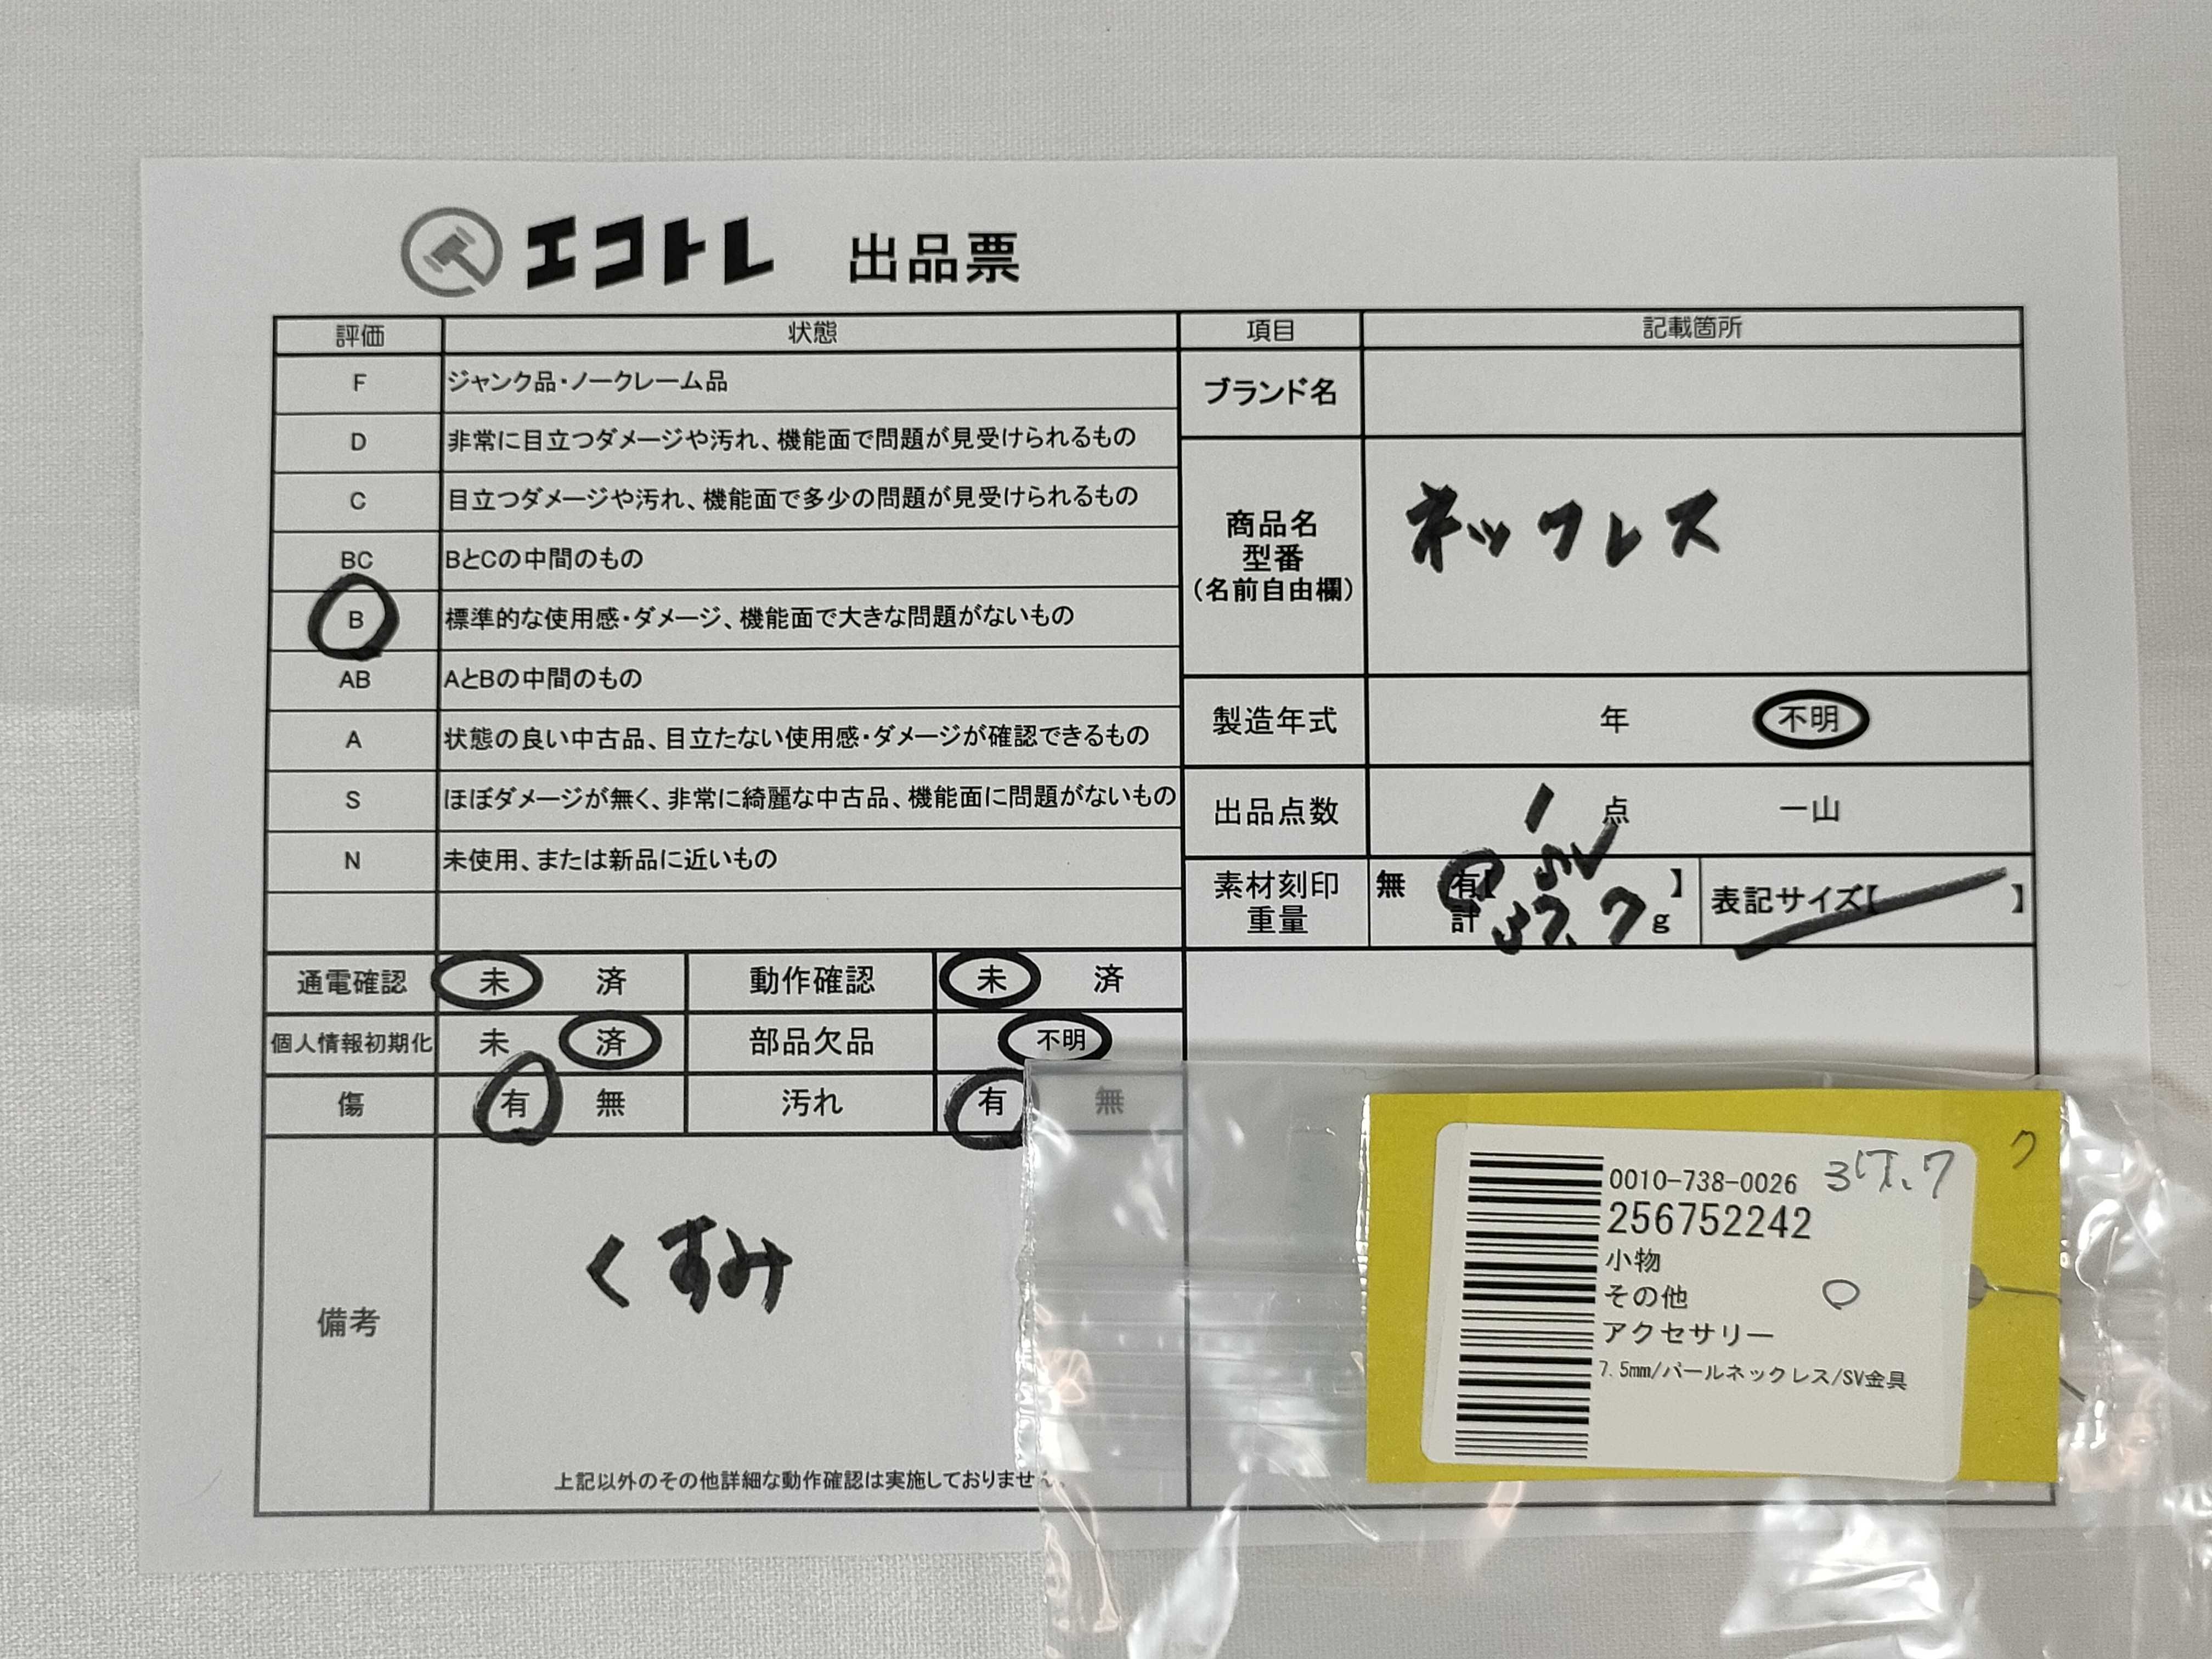 エコトレ 出品票
評価 状態 項目 記載箇所
F ジャンク品・ノークレーム品
D 非常に目立つダメージや汚れ、機能面で問題が見受けられるもの
C 目立つダメージや汚れ、機能面で多少の問題が見受けられるもの
BC BとCの中間のもの
B 標準的な使用感・ダメージ、機能面で大きな問題がないもの
AB AとBの中間のもの
A 状態の良い中古品、目立たない使用感・ダメージが確認できるもの
S ほぼダメージが無く、非常に綺麗な中古品、機能面に問題がないもの
N 未使用、または新品に近いもの
ブランド名
商品名
型番
(名前自由欄)
ネックレス
製造年式 年 不明
出品点数 1 点 一山
素材刻印
重量
無 有【 SV 】
計 37.7 g
表記サイズ【 】
通電確認 未 済 動作確認 未 済
個人情報初期化 未 済 部品欠品 不明
傷 有 無 汚れ 有 無
備考
くすみ
上記以外のその他詳細な動作確認は実施しておりません。
0010-738-0026 37.7
ク
256752242
小物
その他
アクセサリー
7.5mm/パールネックレス/SV金具